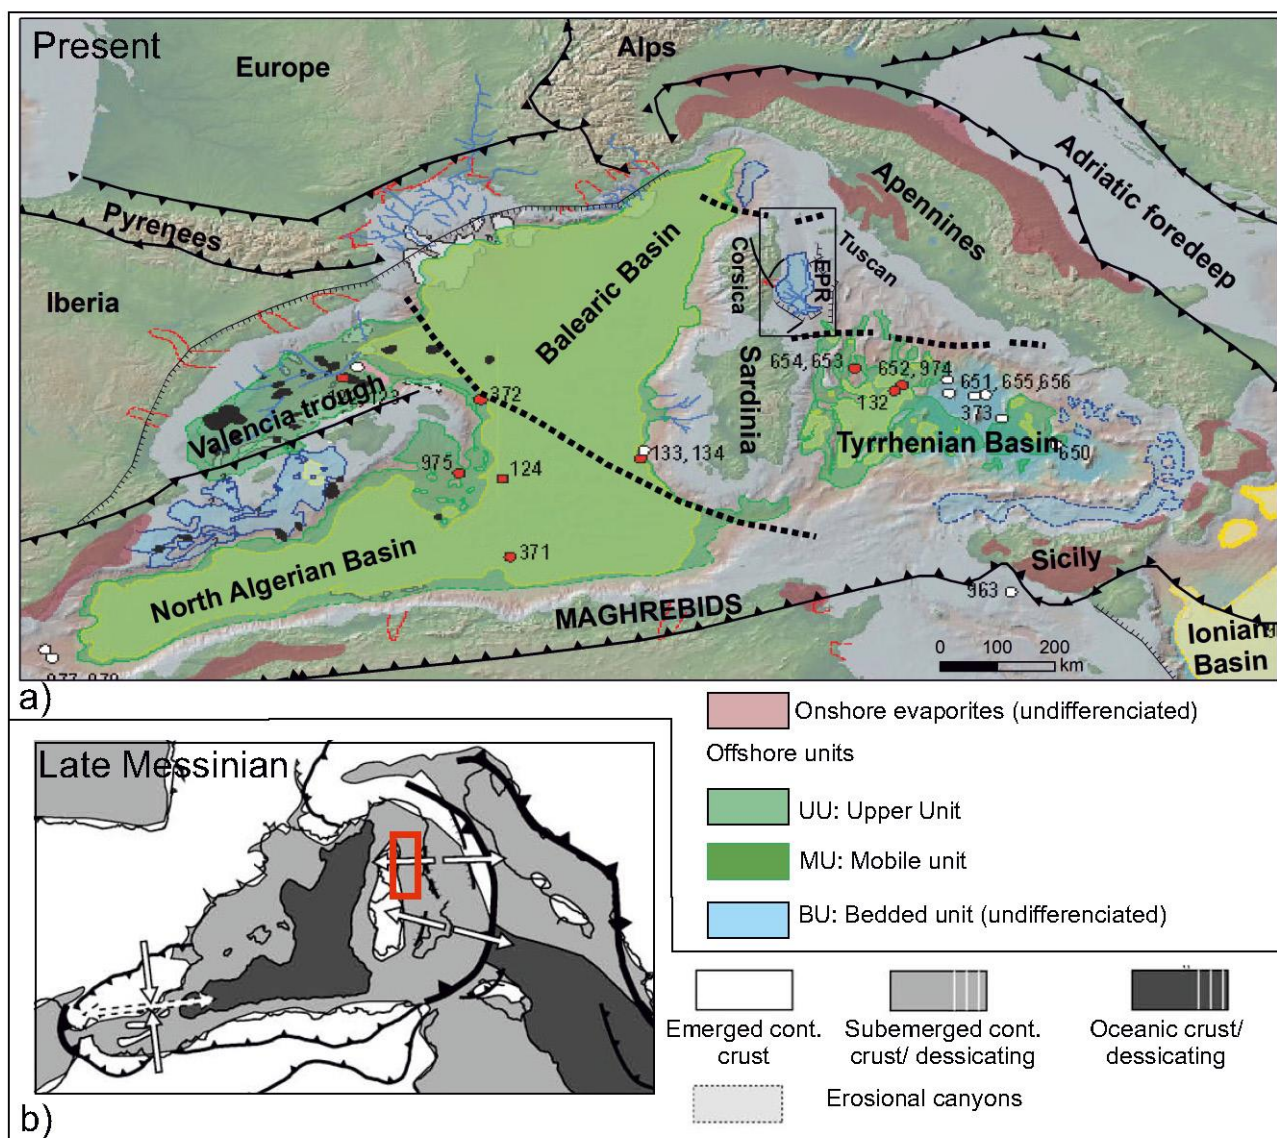 Present
Europe
Alps
Pyrenees
Iberia
Balearic Basin
Corsica
EPR
Tuscan
Apennines
Adriatic foredeep
Sardinia
Valencia trough
372
654, 653
652, 974
651, 655, 656
132
373
Tyrrhenian Basin
650
975
124
133, 134
371
North Algerian Basin
MAGHREBIDS
Sicily
963
Ionian
Basin
0 100 200
km
a)
Onshore evaporites (undifferenciated)
Offshore units
UU: Upper Unit
MU: Mobile unit
BU: Bedded unit (undifferenciated)
Late Messinian
b)
Emerged cont.
crust
Submerged cont.
crust/ dessicating
Oceanic crust/
dessicating
Erosional canyons